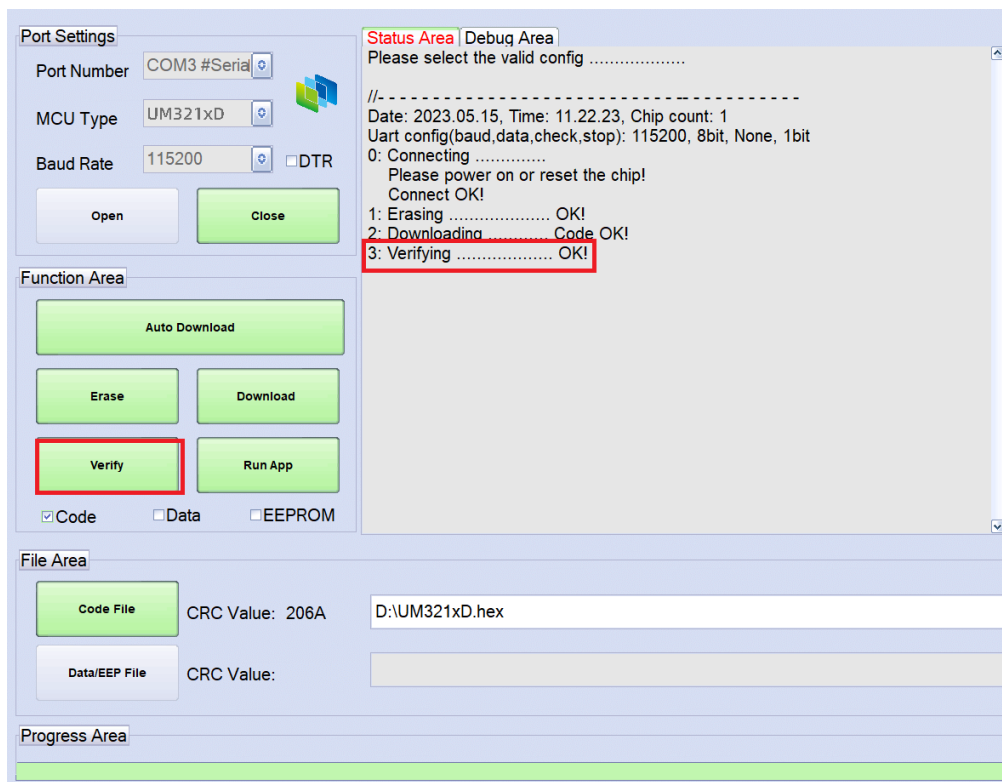 Port Settings
Port Number COM3 #Serial
MCU Type UM321xD
Baud Rate 115200 DTR
Open Close
Function Area
Auto Download
Erase Download
Verify Run App
Code Data EEPROM
Status Area Debug Area
Please select the valid config ...................
//- - - - - - - - - - - - - - - - - - - - - - - - - - - - - - - - - - - - - - -
Date: 2023.05.15, Time: 11.22.23, Chip count: 1
Uart config(baud,data,check,stop): 115200, 8bit, None, 1bit
0: Connecting ..............
Please power on or reset the chip!
Connect OK!
1: Erasing .................... OK!
2: Downloading ............ Code OK!
3: Verifying ................... OK!
File Area
Code File CRC Value: 206A D:\UM321xD.hex
Data/EEP File CRC Value:
Progress Area